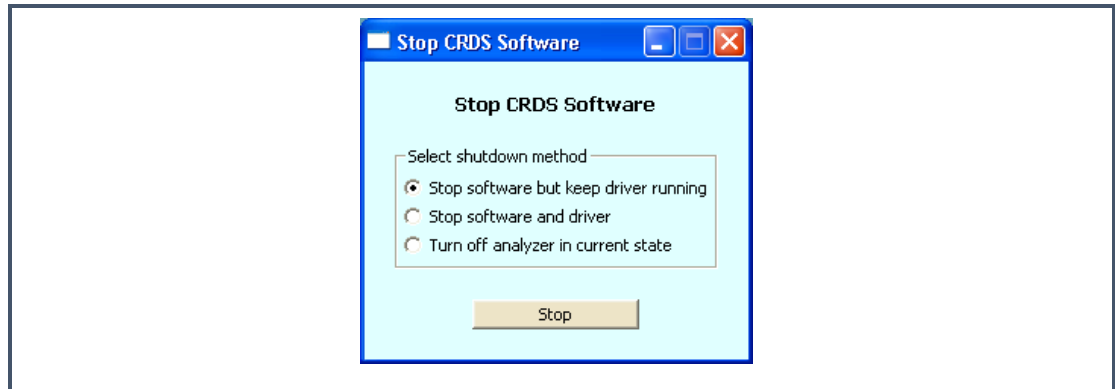 Stop CRDS Software
Stop CRDS Software
Select shutdown method
Stop software but keep driver running
Stop software and driver
Turn off analyzer in current state
Stop